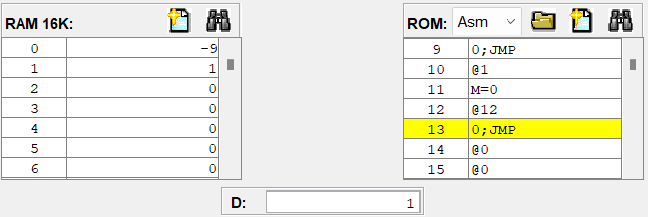 RAM 16K:
ROM: Asm
0 -9
1 1
2 0
3 0
4 0
5 0
6 0
9 0;JMP
10 @1
11 M=0
12 @12
13 0;JMP
14 @0
15 @0
D: 1